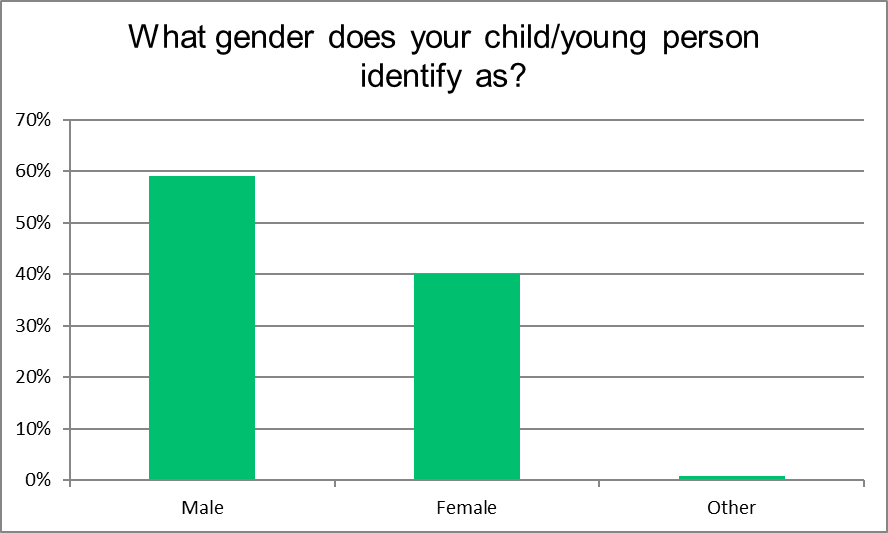 What gender does your child/young person
identify as?
70%
60%
50%
40%
30%
20%
10%
0%
Male Female Other